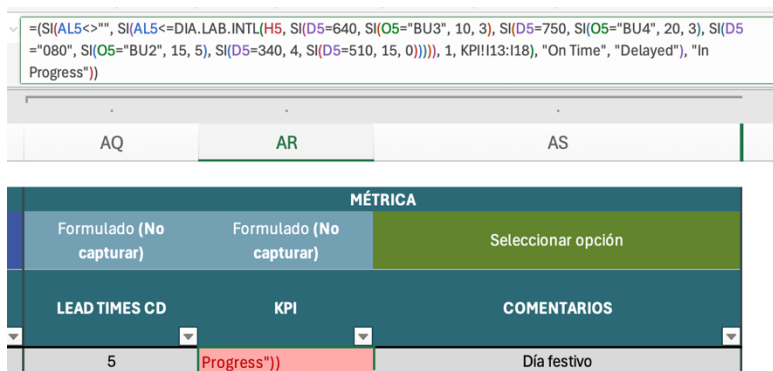 =(SI(AL5<>"", SI(AL5<=DIA.LAB.INTL(H5, SI(D5=640, SI(O5="BU3", 10, 3), SI(D5=750, SI(O5="BU4", 20, 3), SI(D5
="080", SI(O5="BU2", 15, 5), SI(D5=340, 4, SI(D5=510, 15, 0))))), 1, KPI!I13:I18), "On Time", "Delayed"), "In
Progress"))
AQ AR AS
MÉTRICA
Formulado (No
capturar)
Formulado (No
capturar)
Seleccionar opción
LEAD TIMES CD
KPI
COMENTARIOS
5
Progress"))
Día festivo